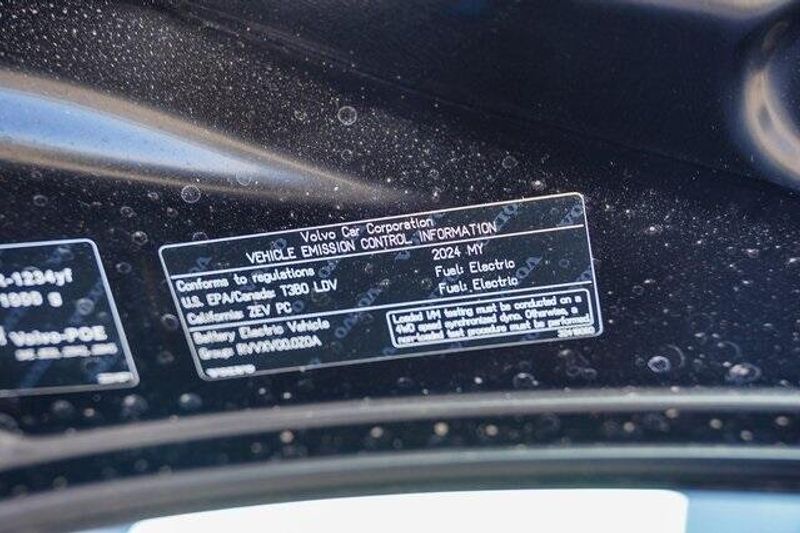 -1234yf
g
Volvo-POE
Volvo Car Corporation
VEHICLE EMISSION CONTROL INFORMATION
Conforms to regulations 2024 MY
U.S. EPA/Canada: T3B0 LDV Fuel: Electric
California: ZEV PC Fuel: Electric
Battery Electric Vehicle
Group: RVVXV00.0Z0A
Loaded I/M testing must be conducted on a
4WD speed synchronized dyno. Otherwise, a
non-loaded test procedure must be performed
VOLVO